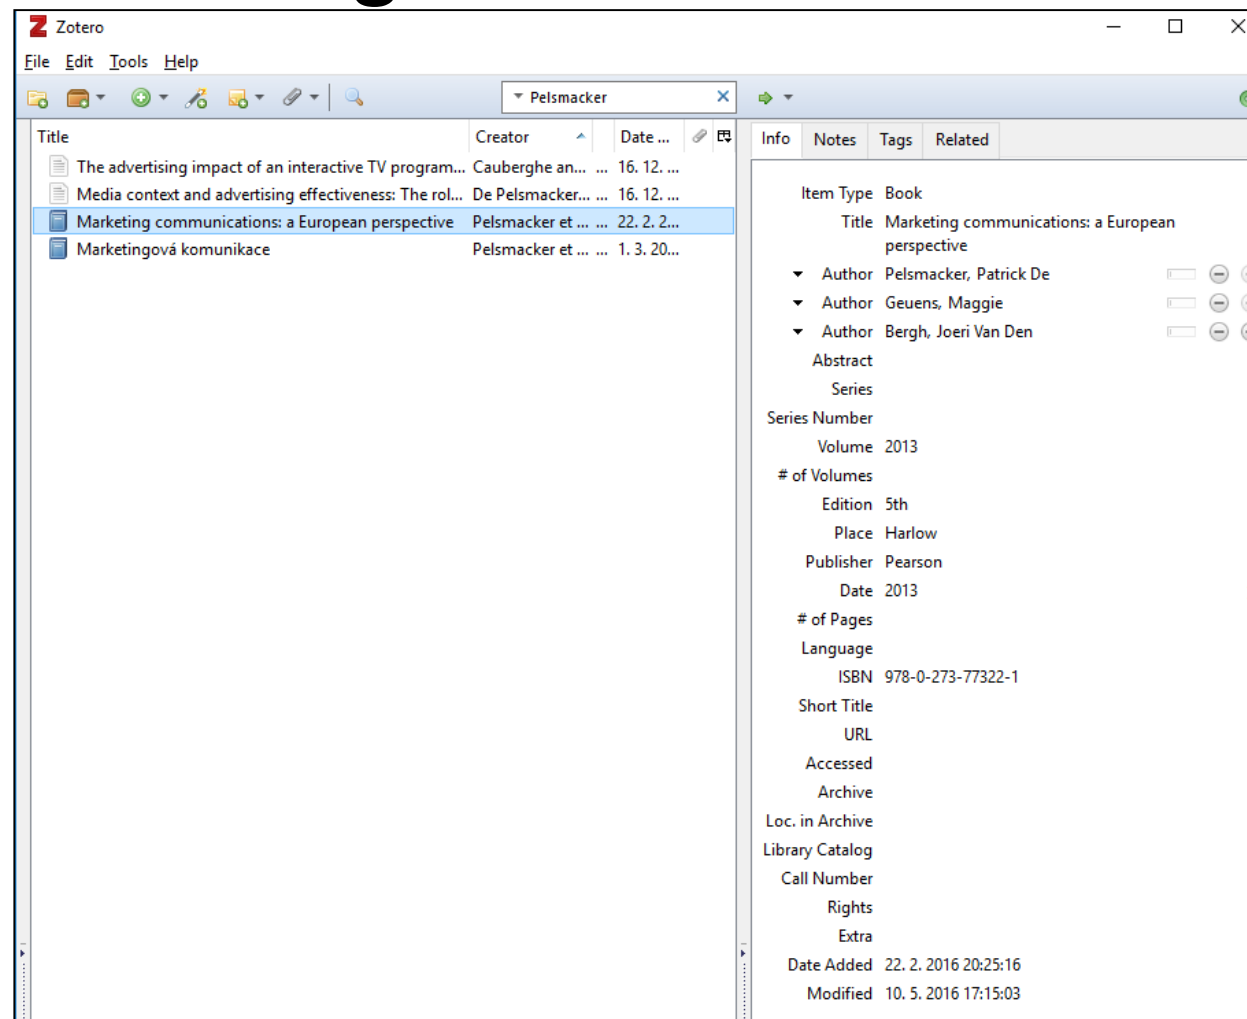 Zotero
File Edit Tools Help
Pelsmacker
Title Creator Date ...
The advertising impact of an interactive TV program... Cauberghe an... ... 16. 12. ...
Media context and advertising effectiveness: The rol... De Pelsmacker... ... 16. 12. ...
Marketing communications: a European perspective Pelsmacker et ... ... 22. 2. 2...
Marketingová komunikace Pelsmacker et ... ... 1. 3. 20...
Info Notes Tags Related
Item Type Book
Title Marketing communications: a European
perspective
Author Pelsmacker, Patrick De
Author Geuens, Maggie
Author Bergh, Joeri Van Den
Abstract
Series
Series Number
Volume 2013
# of Volumes
Edition 5th
Place Harlow
Publisher Pearson
Date 2013
# of Pages
Language
ISBN 978-0-273-77322-1
Short Title
URL
Accessed
Archive
Loc. in Archive
Library Catalog
Call Number
Rights
Extra
Date Added 22. 2. 2016 20:25:16
Modified 10. 5. 2016 17:15:03